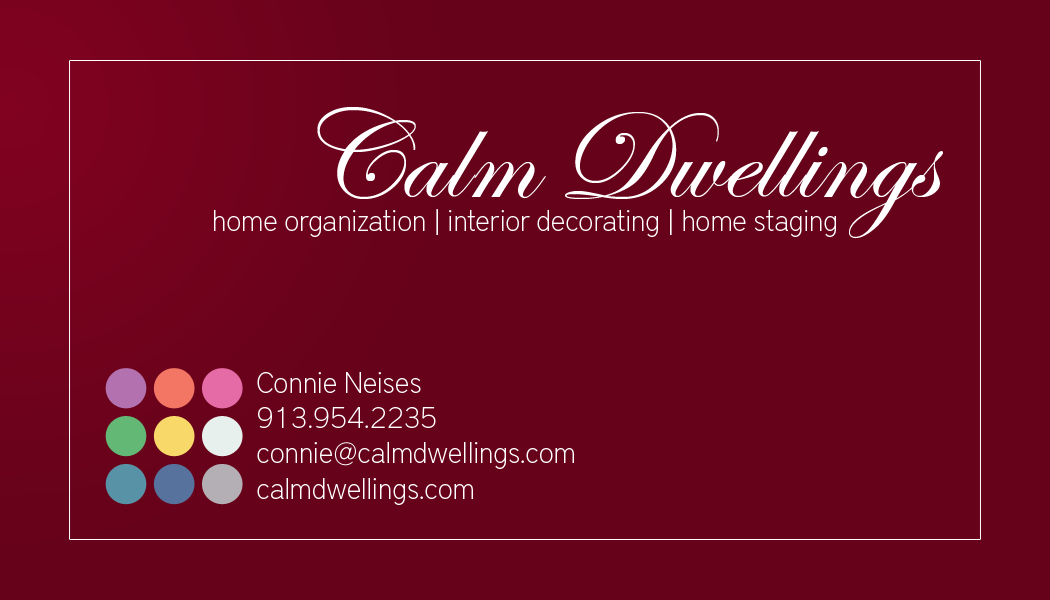 Calm Dwellings
home organization | interior decorating | home staging
Connie Neises
913.954.2235
connie@calmdwellings.com
calmdwellings.com